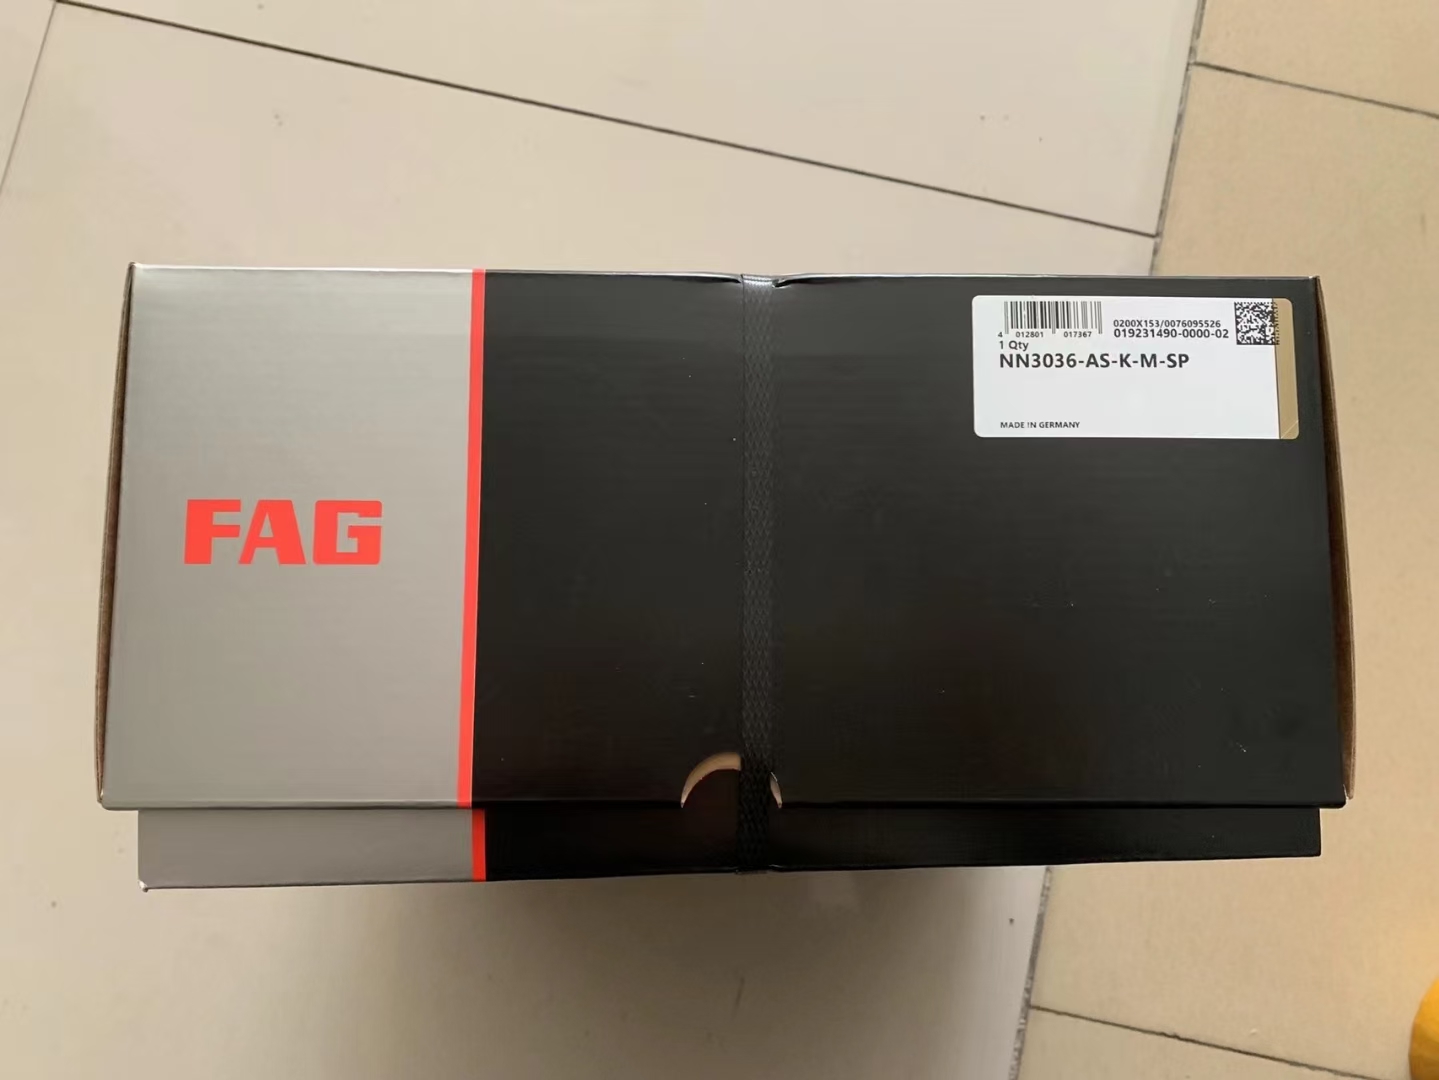 FAG
4 012801 017367
0200X153/0076095526
019231490-0000-02
1 Qty
NN3036-AS-K-M-SP
MADE IN GERMANY